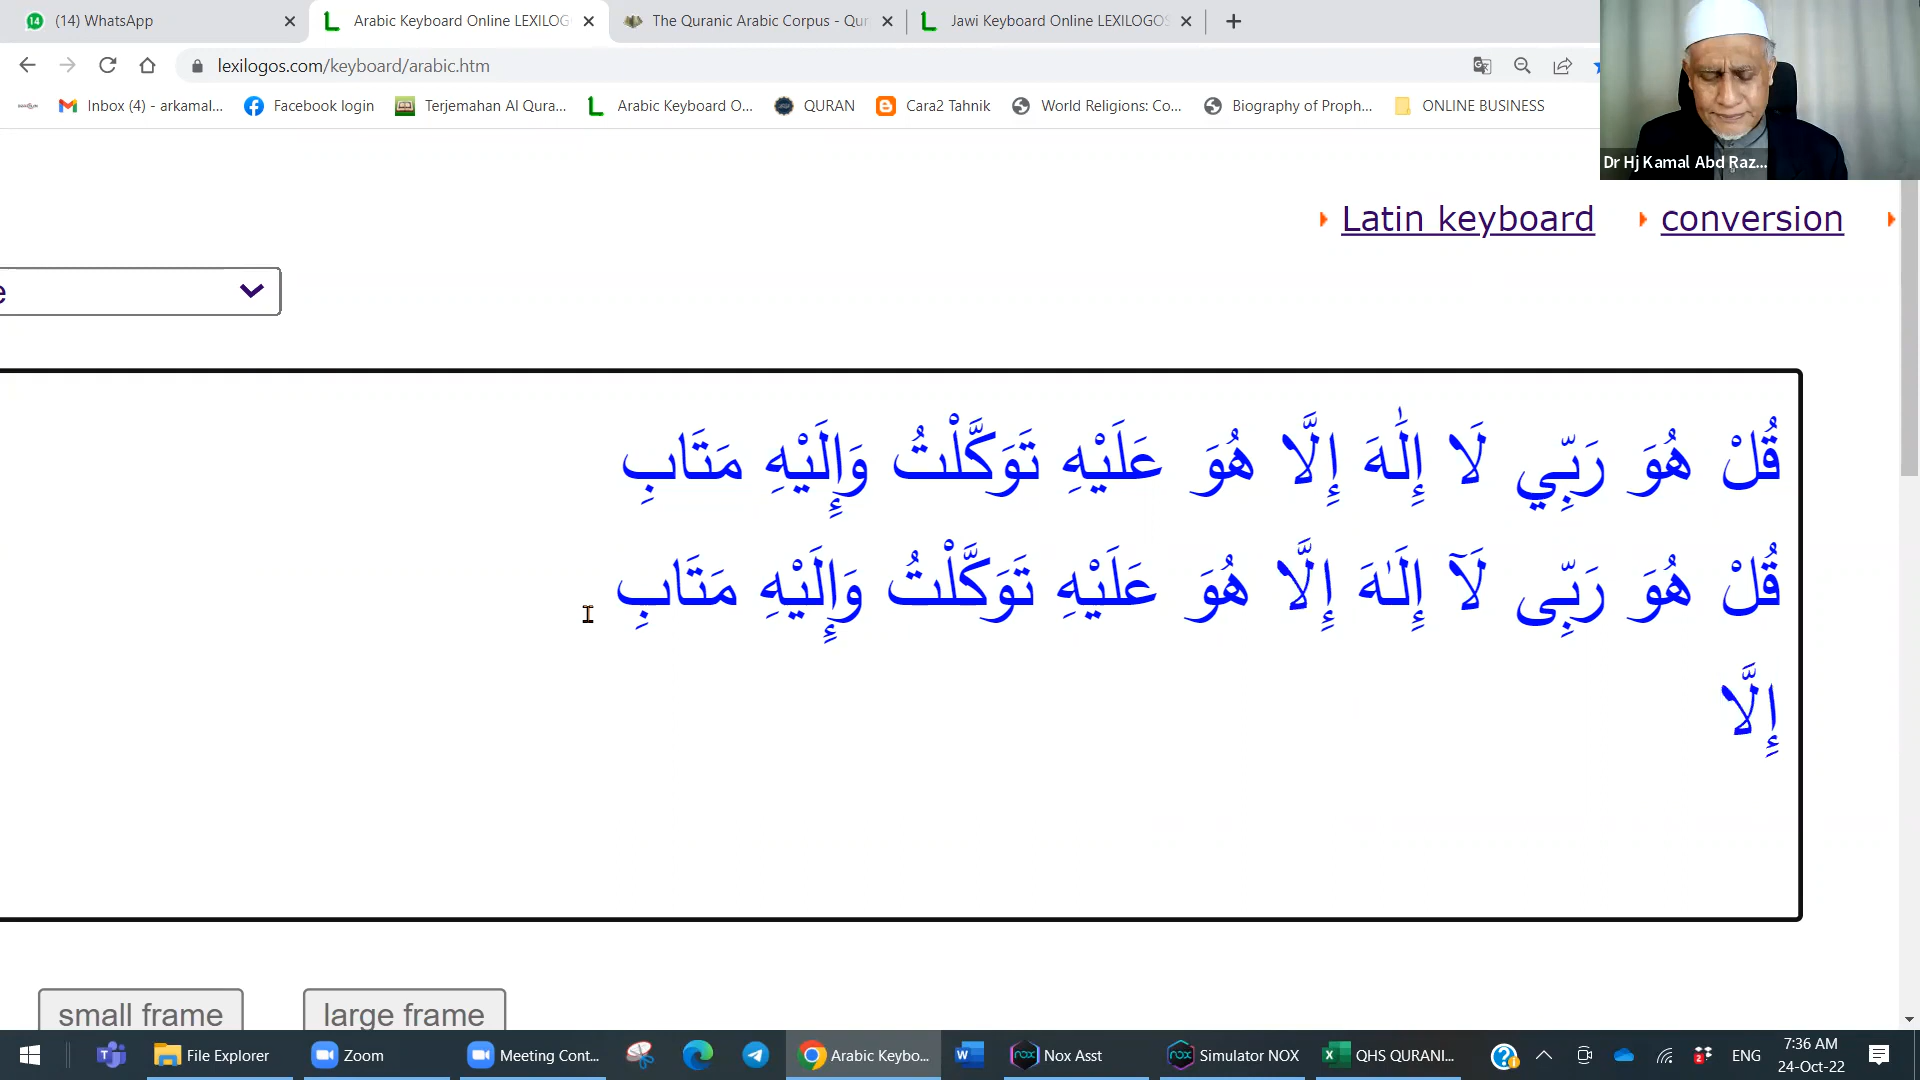 (14) WhatsApp
Arabic Keyboard Online LEXILOG
The Quranic Arabic Corpus - Qur
Jawi Keyboard Online LEXILOGOS
lexilogos.com/keyboard/arabic.htm
Inbox (4) - arkamal...
Facebook login
Terjemahan Al Qura...
Arabic Keyboard O...
QURAN
Cara2 Tahnik
World Religions: Co...
Biography of Proph...
ONLINE BUSINESS
Dr Hj Kamal Abd Raz...
Latin keyboard
conversion
e
قُلْ هُوَ رَبِّي لَا إِلَٰهَ إِلَّا هُوَ عَلَيْهِ تَوَكَّلْتُ وَإِلَيْهِ مَتَابِ
قُلْ هُوَ رَبِّى لَآ إِلَـٰهَ إِلَّا هُوَ عَلَيْهِ تَوَكَّلْتُ وَإِلَيْهِ مَتَابِ
إِلَّا
small frame
large frame
File Explorer
Zoom
Meeting Cont...
Arabic Keybo...
Nox Asst
Simulator NOX
QHS QURANI...
ENG
7:36 AM
24-Oct-22